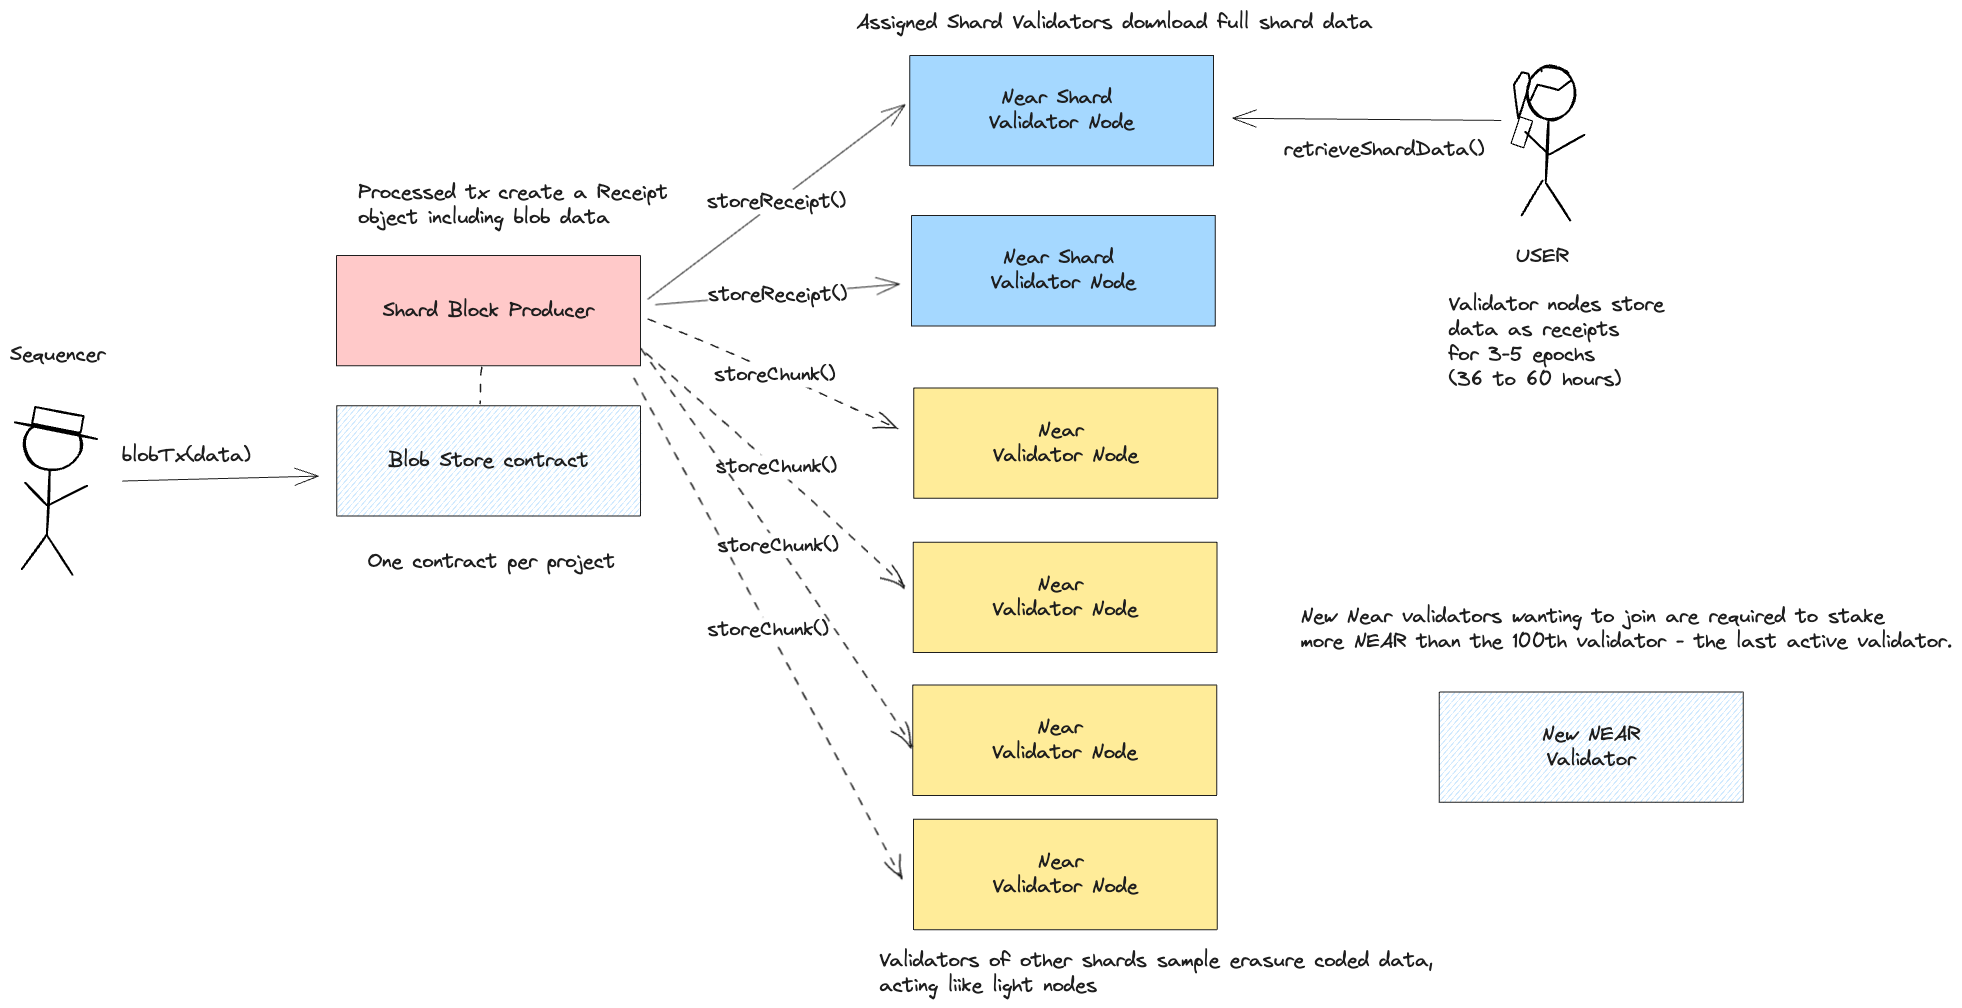 Assigned Shard Validators download full shard data
Near Shard
Validator Node
retrieveShardData()
Processed tx create a Receipt
object including blob data
storeReceipt()
Near Shard
Validator Node
USER
Shard Block Producer
storeReceipt()
Validator nodes store
data as receipts
for 3-5 epochs
(36 to 60 hours)
Sequencer
storeChunk()
blobTx(data)
Blob Store contract
storeChunk()
Near
Validator Node
One contract per project
storeChunk()
Near
Validator Node
storeChunk()
New Near validators wanting to join are required to stake
more NEAR than the 100th validator - the last active validator.
Near
Validator Node
New NEAR
Validator
Near
Validator Node
Validators of other shards sample erasure coded data,
acting liike light nodes